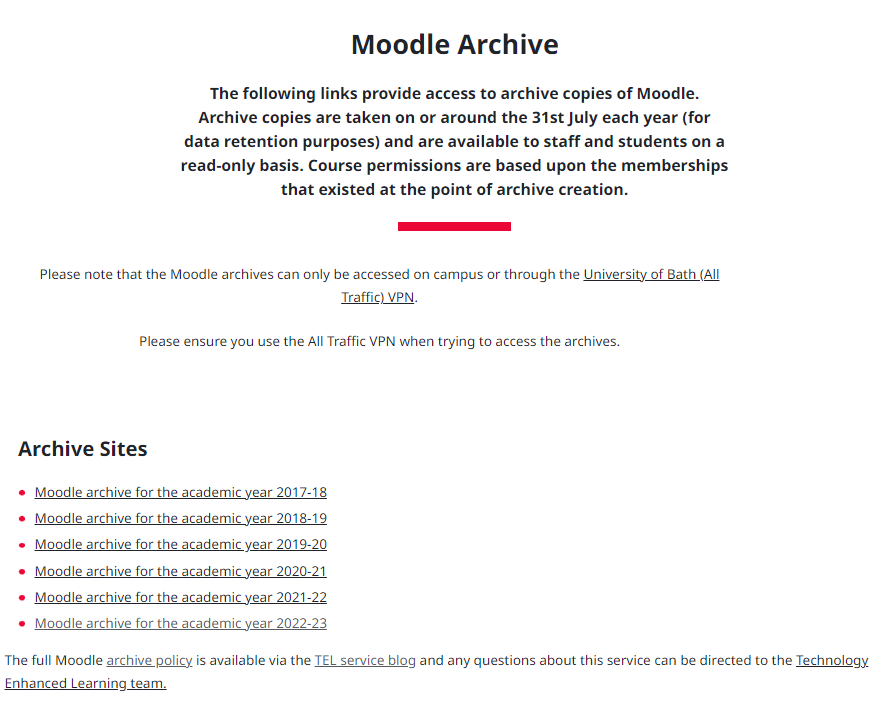 Moodle Archive
The following links provide access to archive copies of Moodle.
Archive copies are taken on or around the 31st July each year (for
data retention purposes) and are available to staff and students on a
read-only basis. Course permissions are based upon the memberships
that existed at the point of archive creation.
Please note that the Moodle archives can only be accessed on campus or through the University of Bath (All
Traffic) VPN.
Please ensure you use the All Traffic VPN when trying to access the archives.
Archive Sites
Moodle archive for the academic year 2017-18
Moodle archive for the academic year 2018-19
Moodle archive for the academic year 2019-20
Moodle archive for the academic year 2020-21
Moodle archive for the academic year 2021-22
Moodle archive for the academic year 2022-23
The full Moodle archive policy is available via the TEL service blog and any questions about this service can be directed to the Technology
Enhanced Learning team.